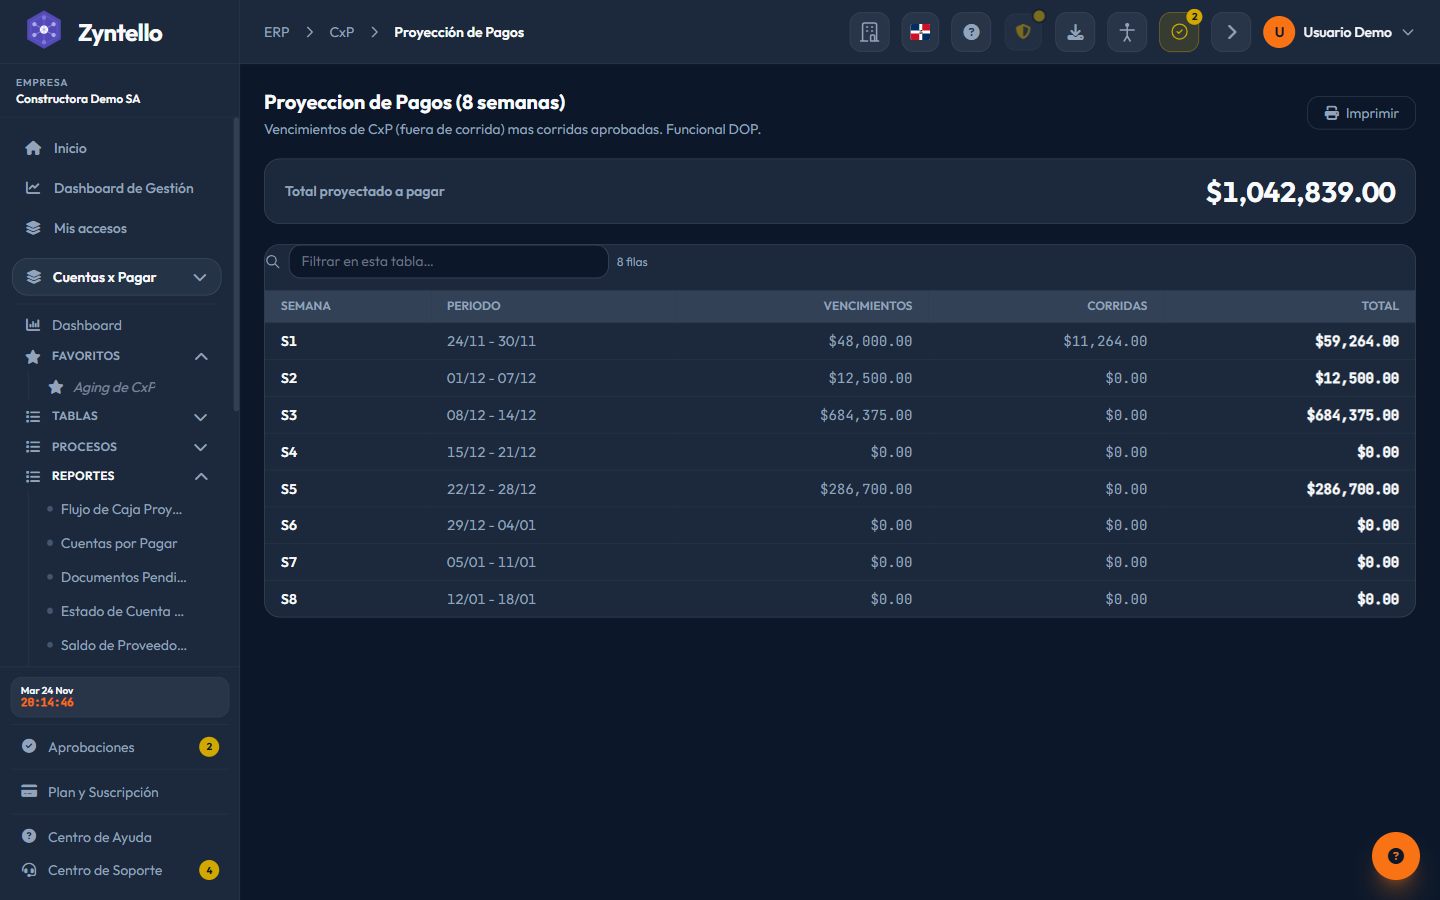 Zyntello
ERP > CxP > Proyección de Pagos
2
U Usuario Demo
EMPRESA
Constructora Demo SA
Inicio
Dashboard de Gestión
Mis accesos
Cuentas x Pagar
Dashboard
FAVORITOS
Aging de CxP
TABLAS
PROCESOS
REPORTES
Flujo de Caja Proy...
Cuentas por Pagar
Documentos Pendi...
Estado de Cuenta ...
Saldo de Proveedo...
Mar 24 Nov
20:14:46
Aprobaciones 2
Plan y Suscripción
Centro de Ayuda
Centro de Soporte 4
Proyeccion de Pagos (8 semanas)
Vencimientos de CxP (fuera de corrida) mas corridas aprobadas. Funcional DOP.
Imprimir
Total proyectado a pagar $1,042,839.00
Filtrar en esta tabla... 8 filas
SEMANA PERIODO VENCIMIENTOS CORRIDAS TOTAL
S1 24/11 - 30/11 $48,000.00 $11,264.00 $59,264.00
S2 01/12 - 07/12 $12,500.00 $0.00 $12,500.00
S3 08/12 - 14/12 $684,375.00 $0.00 $684,375.00
S4 15/12 - 21/12 $0.00 $0.00 $0.00
S5 22/12 - 28/12 $286,700.00 $0.00 $286,700.00
S6 29/12 - 04/01 $0.00 $0.00 $0.00
S7 05/01 - 11/01 $0.00 $0.00 $0.00
S8 12/01 - 18/01 $0.00 $0.00 $0.00